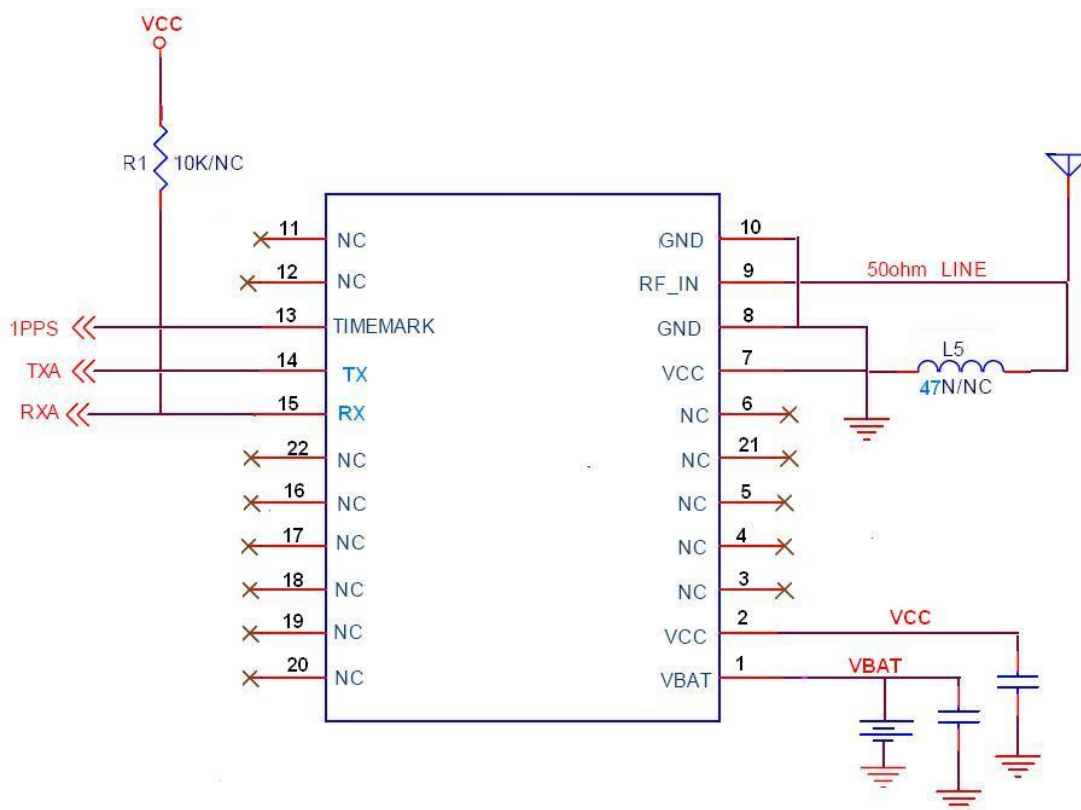 VCC
R1 10K/NC
11 NC
12 NC
1PPS 13 TIMEMARK
TXA 14 TX
RXA 15 RX
22 NC
16 NC
17 NC
18 NC
19 NC
20 NC
GND 10
RF_IN 9 50ohm LINE
GND 8
VCC 7 L5
47N/NC
NC 6
NC 21
NC 5
NC 4
NC 3
VCC 2 VCC
VBAT 1 VBAT